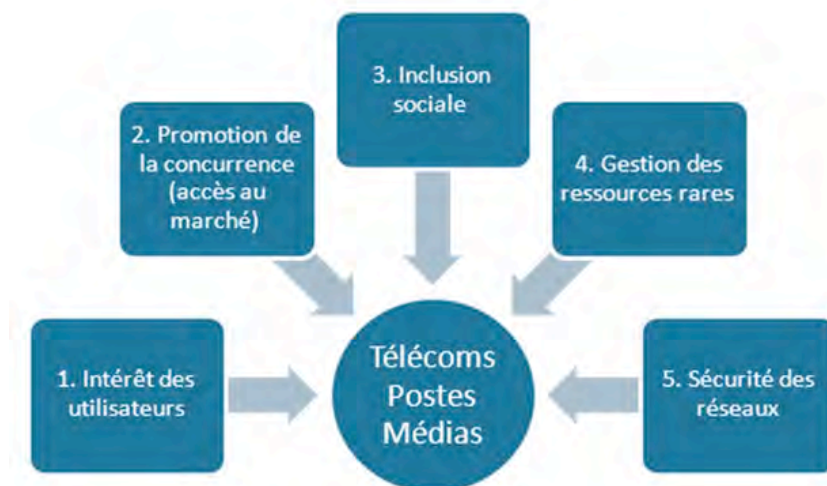 1. Intérêt des
utilisateurs
2. Promotion de
la concurrence
(accès au
marché)
3. Inclusion
sociale
4. Gestion des
ressources rares
5. Sécurité des
réseaux
Télécoms
Postes
Médias